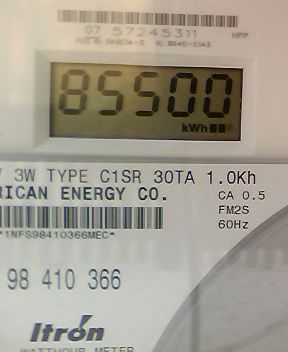 07 57245311 HPP
85500
kWh
3W TYPE C1SR 30TA 1.0Kh
RICAN ENERGY CO. CA 0.5
FM2S
*1NFS98410366MEC* 60Hz
98 410 366
Itron
WATTHOUR METER